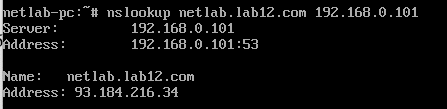 netlab-pc:~# nslookup netlab.lab12.com 192.168.0.101
Server:         192.168.0.101
Address:        192.168.0.101:53

Name:   netlab.lab12.com
Address: 93.184.216.34